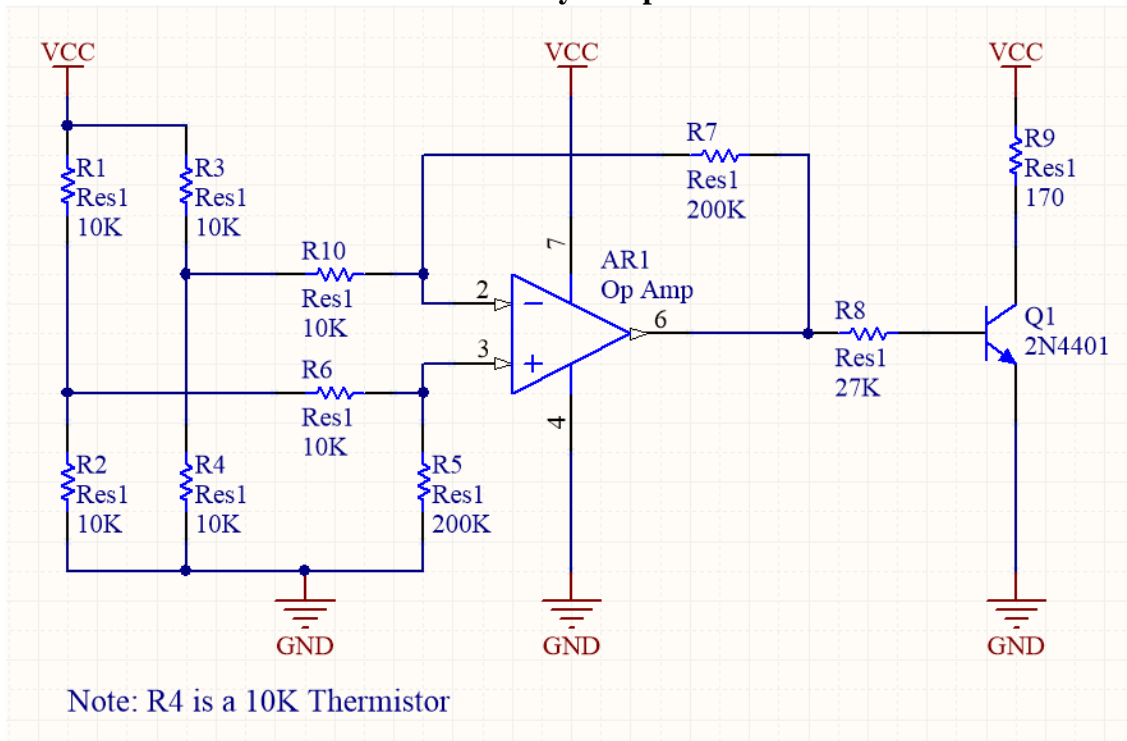 VCC
VCC
VCC
R1
Res1
10K
R3
Res1
10K
R10
Res1
10K
R7
Res1
200K
R9
Res1
170
7
AR1
Op Amp
2
3
6
4
R6
Res1
10K
R8
Res1
27K
Q1
2N4401
R2
Res1
10K
R4
Res1
10K
R5
Res1
200K
GND
GND
GND
Note: R4 is a 10K Thermistor